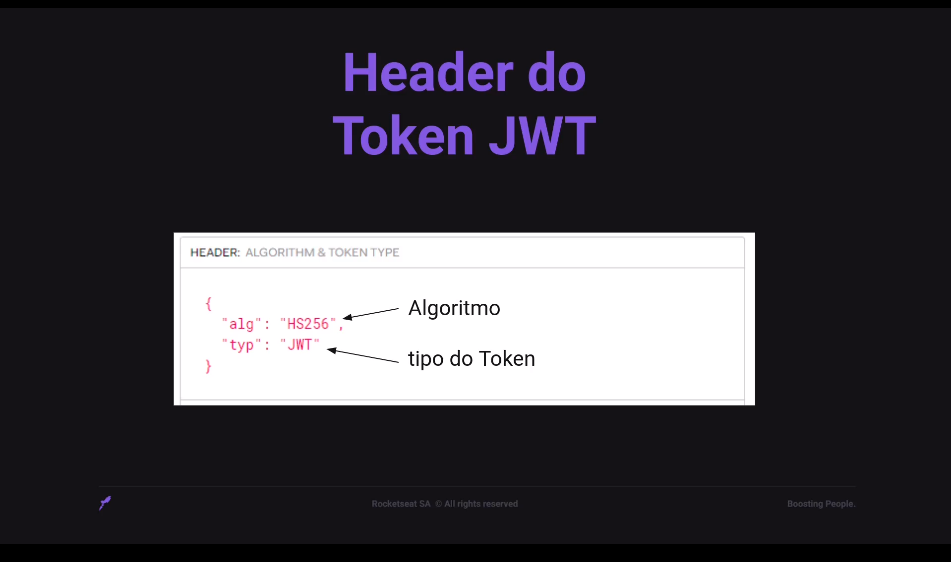 Header do
Token JWT
HEADER: ALGORITHM & TOKEN TYPE
{
"alg": "HS256",
Algoritmo
"typ": "JWT"
tipo do Token
}
Rocketseat SA © All rights reserved
Boosting People.